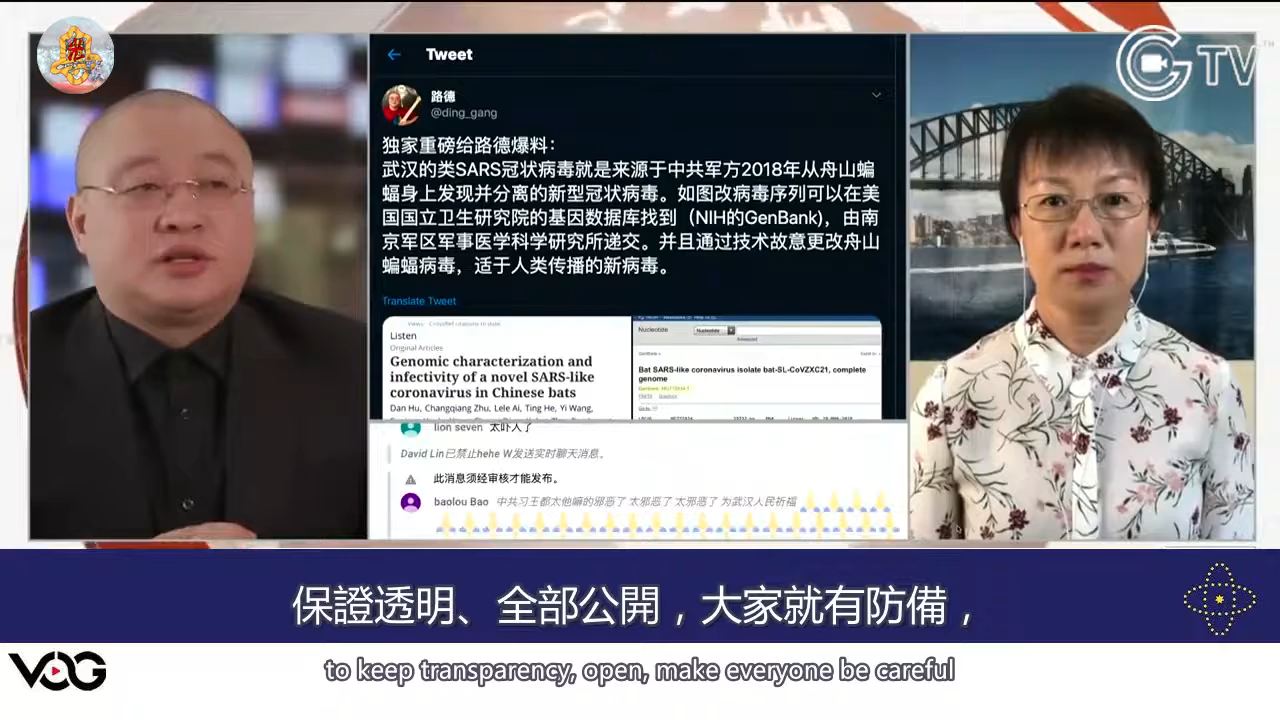 GTV
Tweet
路德
@ding_gang
独家重磅给路德爆料：
武汉的类SARS冠状病毒就是来源于中共军方2018年从舟山蝙
蝠身上发现并分离的新型冠状病毒。如图改病毒序列可以在美
国国立卫生研究院的基因数据库找到（NIH的GenBank)，由南
京军区军事医学科学研究所递交。并且通过技术故意更改舟山
蝙蝠病毒，适于人类传播的新病毒。
Translate Tweet
Listen
Original Articles
Genomic characterization and
infectivity of a novel SARS-like
coronavirus in Chinese bats
Dan Hu, Changqiang Zhu, Lele Ai, Ting He, Yi Wang,
Nucleotide
Nucleotide
Advanced
GenBank
Bat SARS-like coronavirus isolate bat-SL-CoVZXC21, complete
genome
FASTA Graphics
lion seven 太吓人了
David Lin已禁止hehe W发送实时聊天消息。
此消息须经审核才能发布。
baolou Bao 中共习王都太他嘛的邪恶了 太邪恶了 太邪恶了 为武汉人民祈福
保證透明、全部公開，大家就有防備，
VOG
to keep transparency, open, make everyone be careful